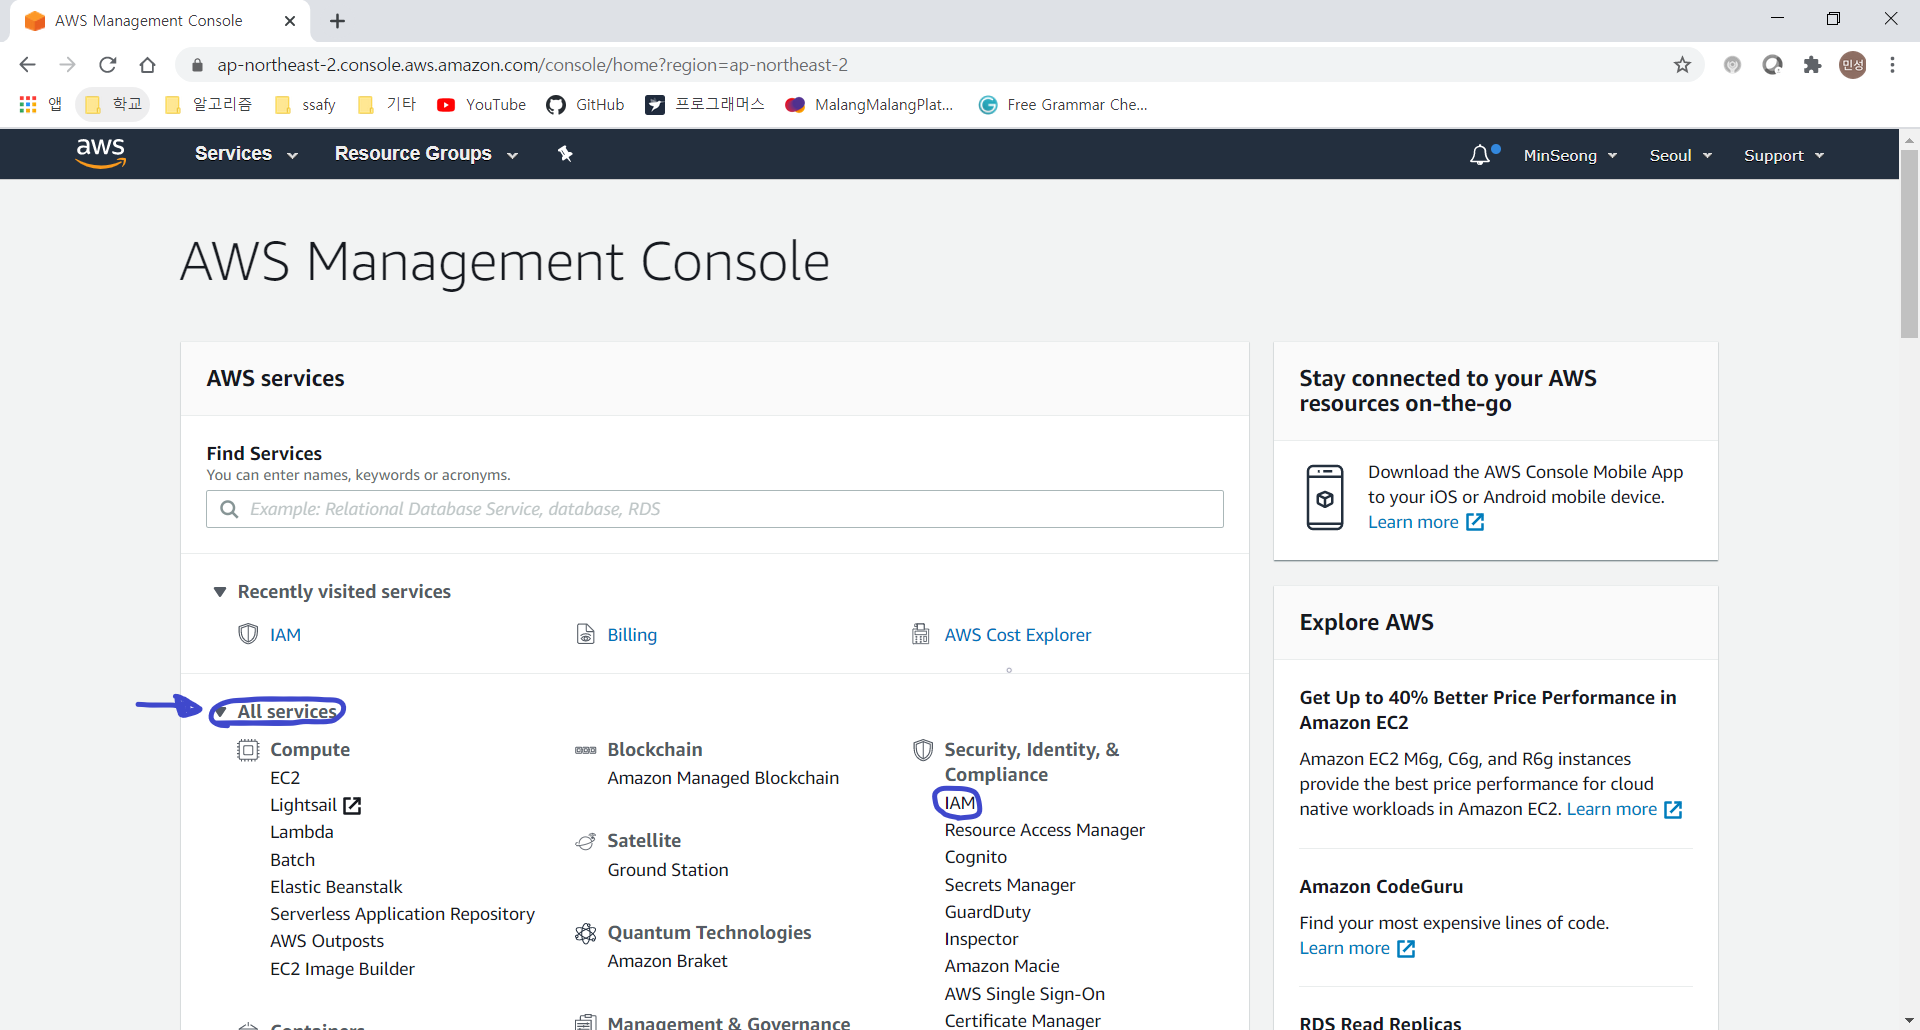 AWS Management Console
ap-northeast-2.console.aws.amazon.com/console/home?region=ap-northeast-2
민성
앱 학교 알고리즘 ssafy 기타 YouTube GitHub 프로그래머스 MalangMalangPlat... Free Grammar Che...
aws Services Resource Groups MinSeong Seoul Support
AWS Management Console
AWS services
Find Services
You can enter names, keywords or acronyms.
Example: Relational Database Service, database, RDS
Recently visited services
IAM
Billing
AWS Cost Explorer
All services
Compute
EC2
Lightsail
Lambda
Batch
Elastic Beanstalk
Serverless Application Repository
AWS Outposts
EC2 Image Builder
Containers
Blockchain
Amazon Managed Blockchain
Satellite
Ground Station
Quantum Technologies
Amazon Braket
Management & Governance
Security, Identity, &
Compliance
IAM
Resource Access Manager
Cognito
Secrets Manager
GuardDuty
Inspector
Amazon Macie
AWS Single Sign-On
Certificate Manager
Stay connected to your AWS
resources on-the-go
Download the AWS Console Mobile App
to your iOS or Android mobile device.
Learn more
Explore AWS
Get Up to 40% Better Price Performance in
Amazon EC2
Amazon EC2 M6g, C6g, and R6g instances
provide the best price performance for cloud
native workloads in Amazon EC2. Learn more
Amazon CodeGuru
Find your most expensive lines of code.
Learn more
RDS Read Replicas